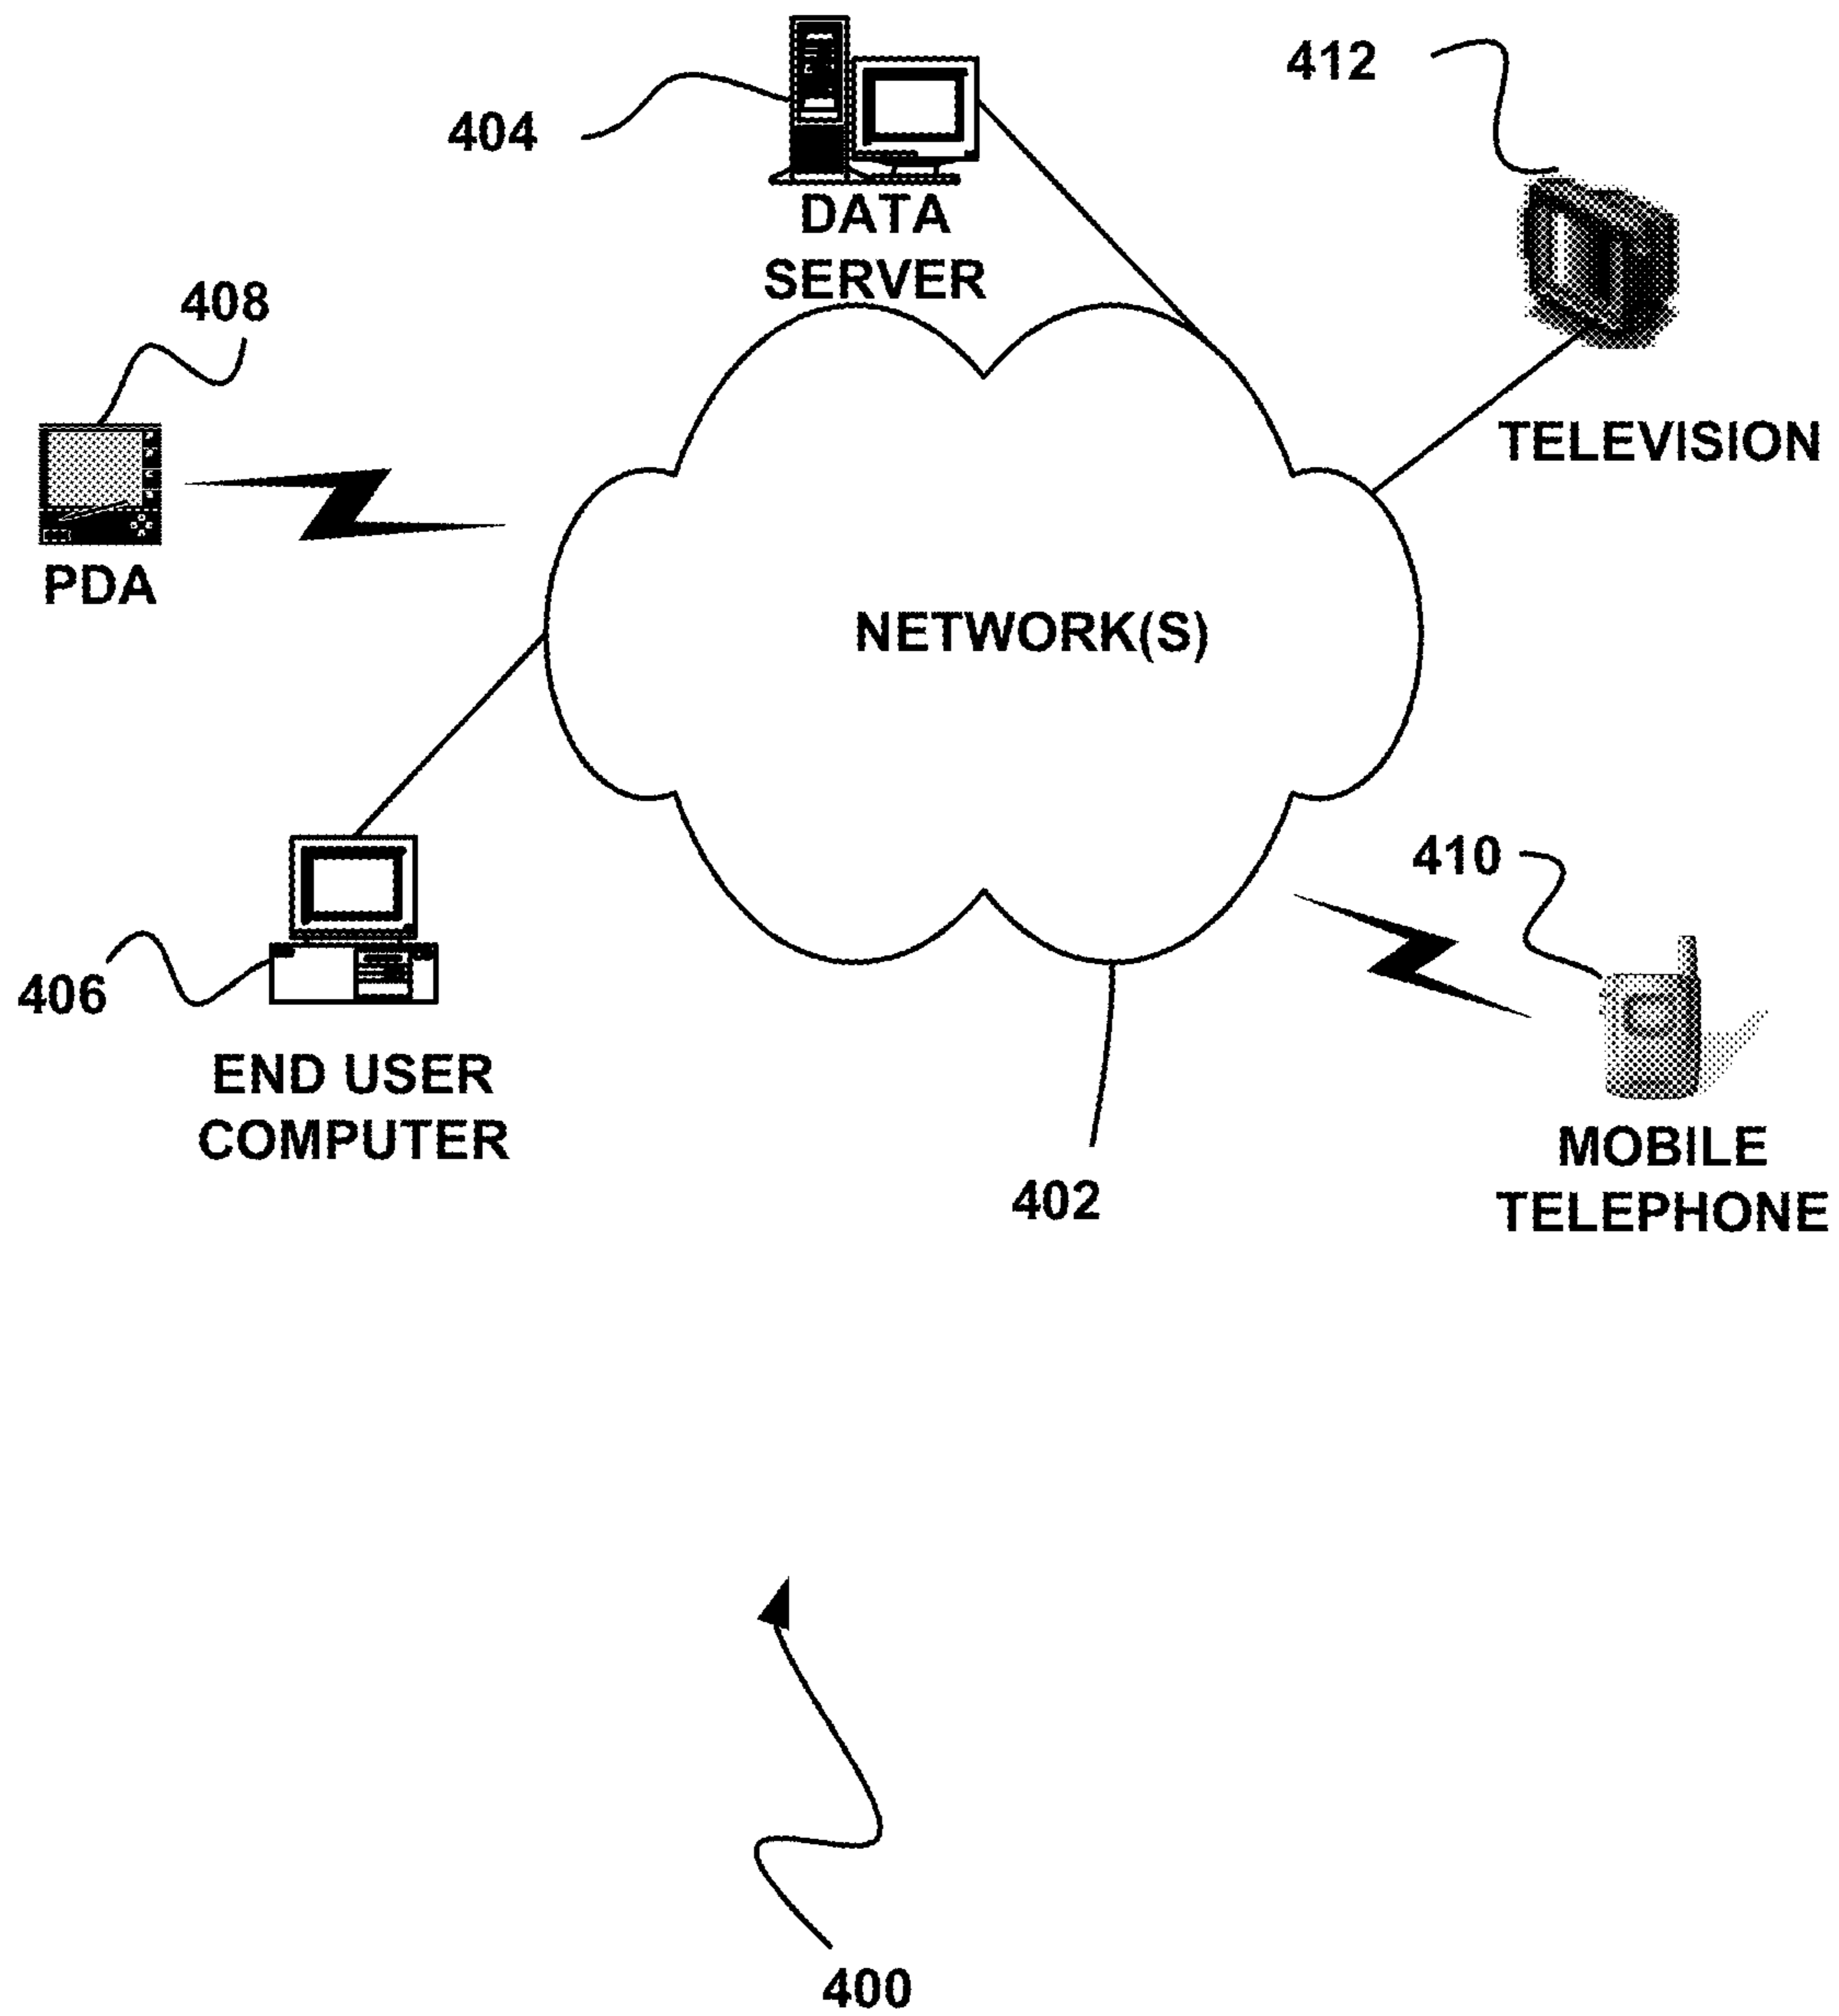 412
404
DATA
SERVER
408
TELEVISION
PDA
NETWORK(S)
410
406
END USER
COMPUTER
MOBILE
TELEPHONE
402
400